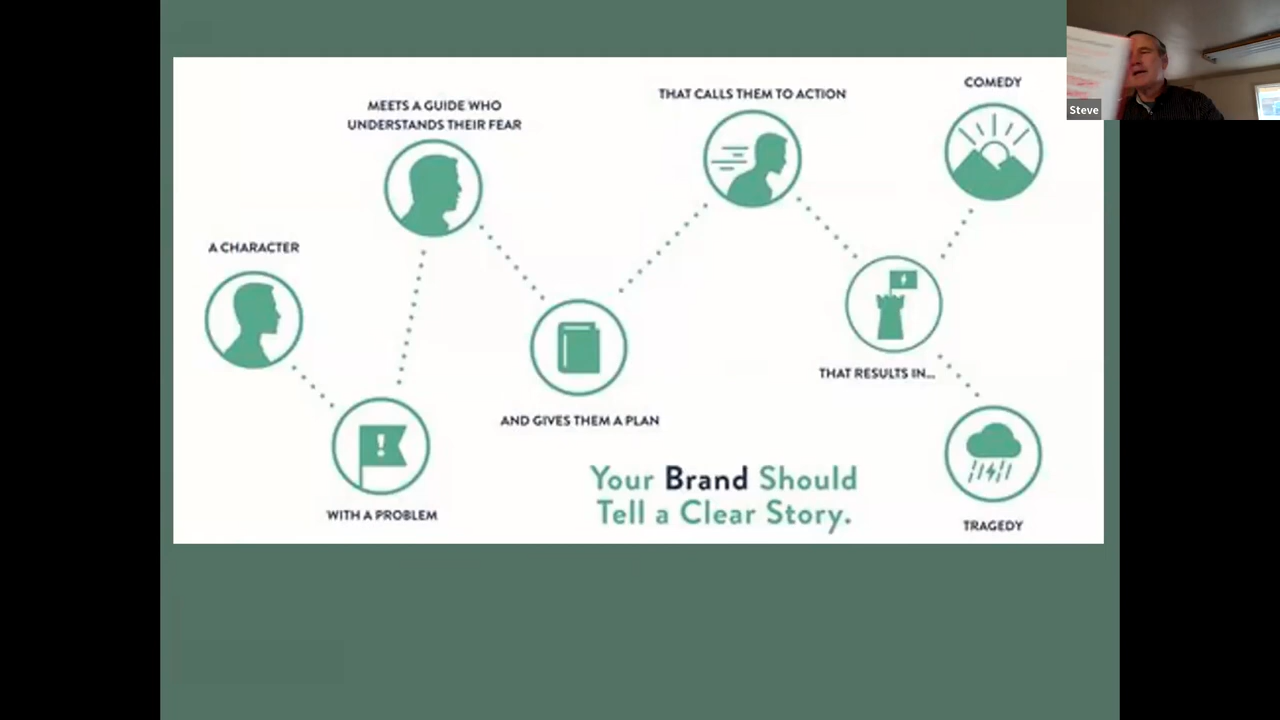 A CHARACTER
WITH A PROBLEM
MEETS A GUIDE WHO
UNDERSTANDS THEIR FEAR
AND GIVES THEM A PLAN
THAT CALLS THEM TO ACTION
THAT RESULTS IN...
COMEDY
TRAGEDY
Your Brand Should
Tell a Clear Story.
Steve